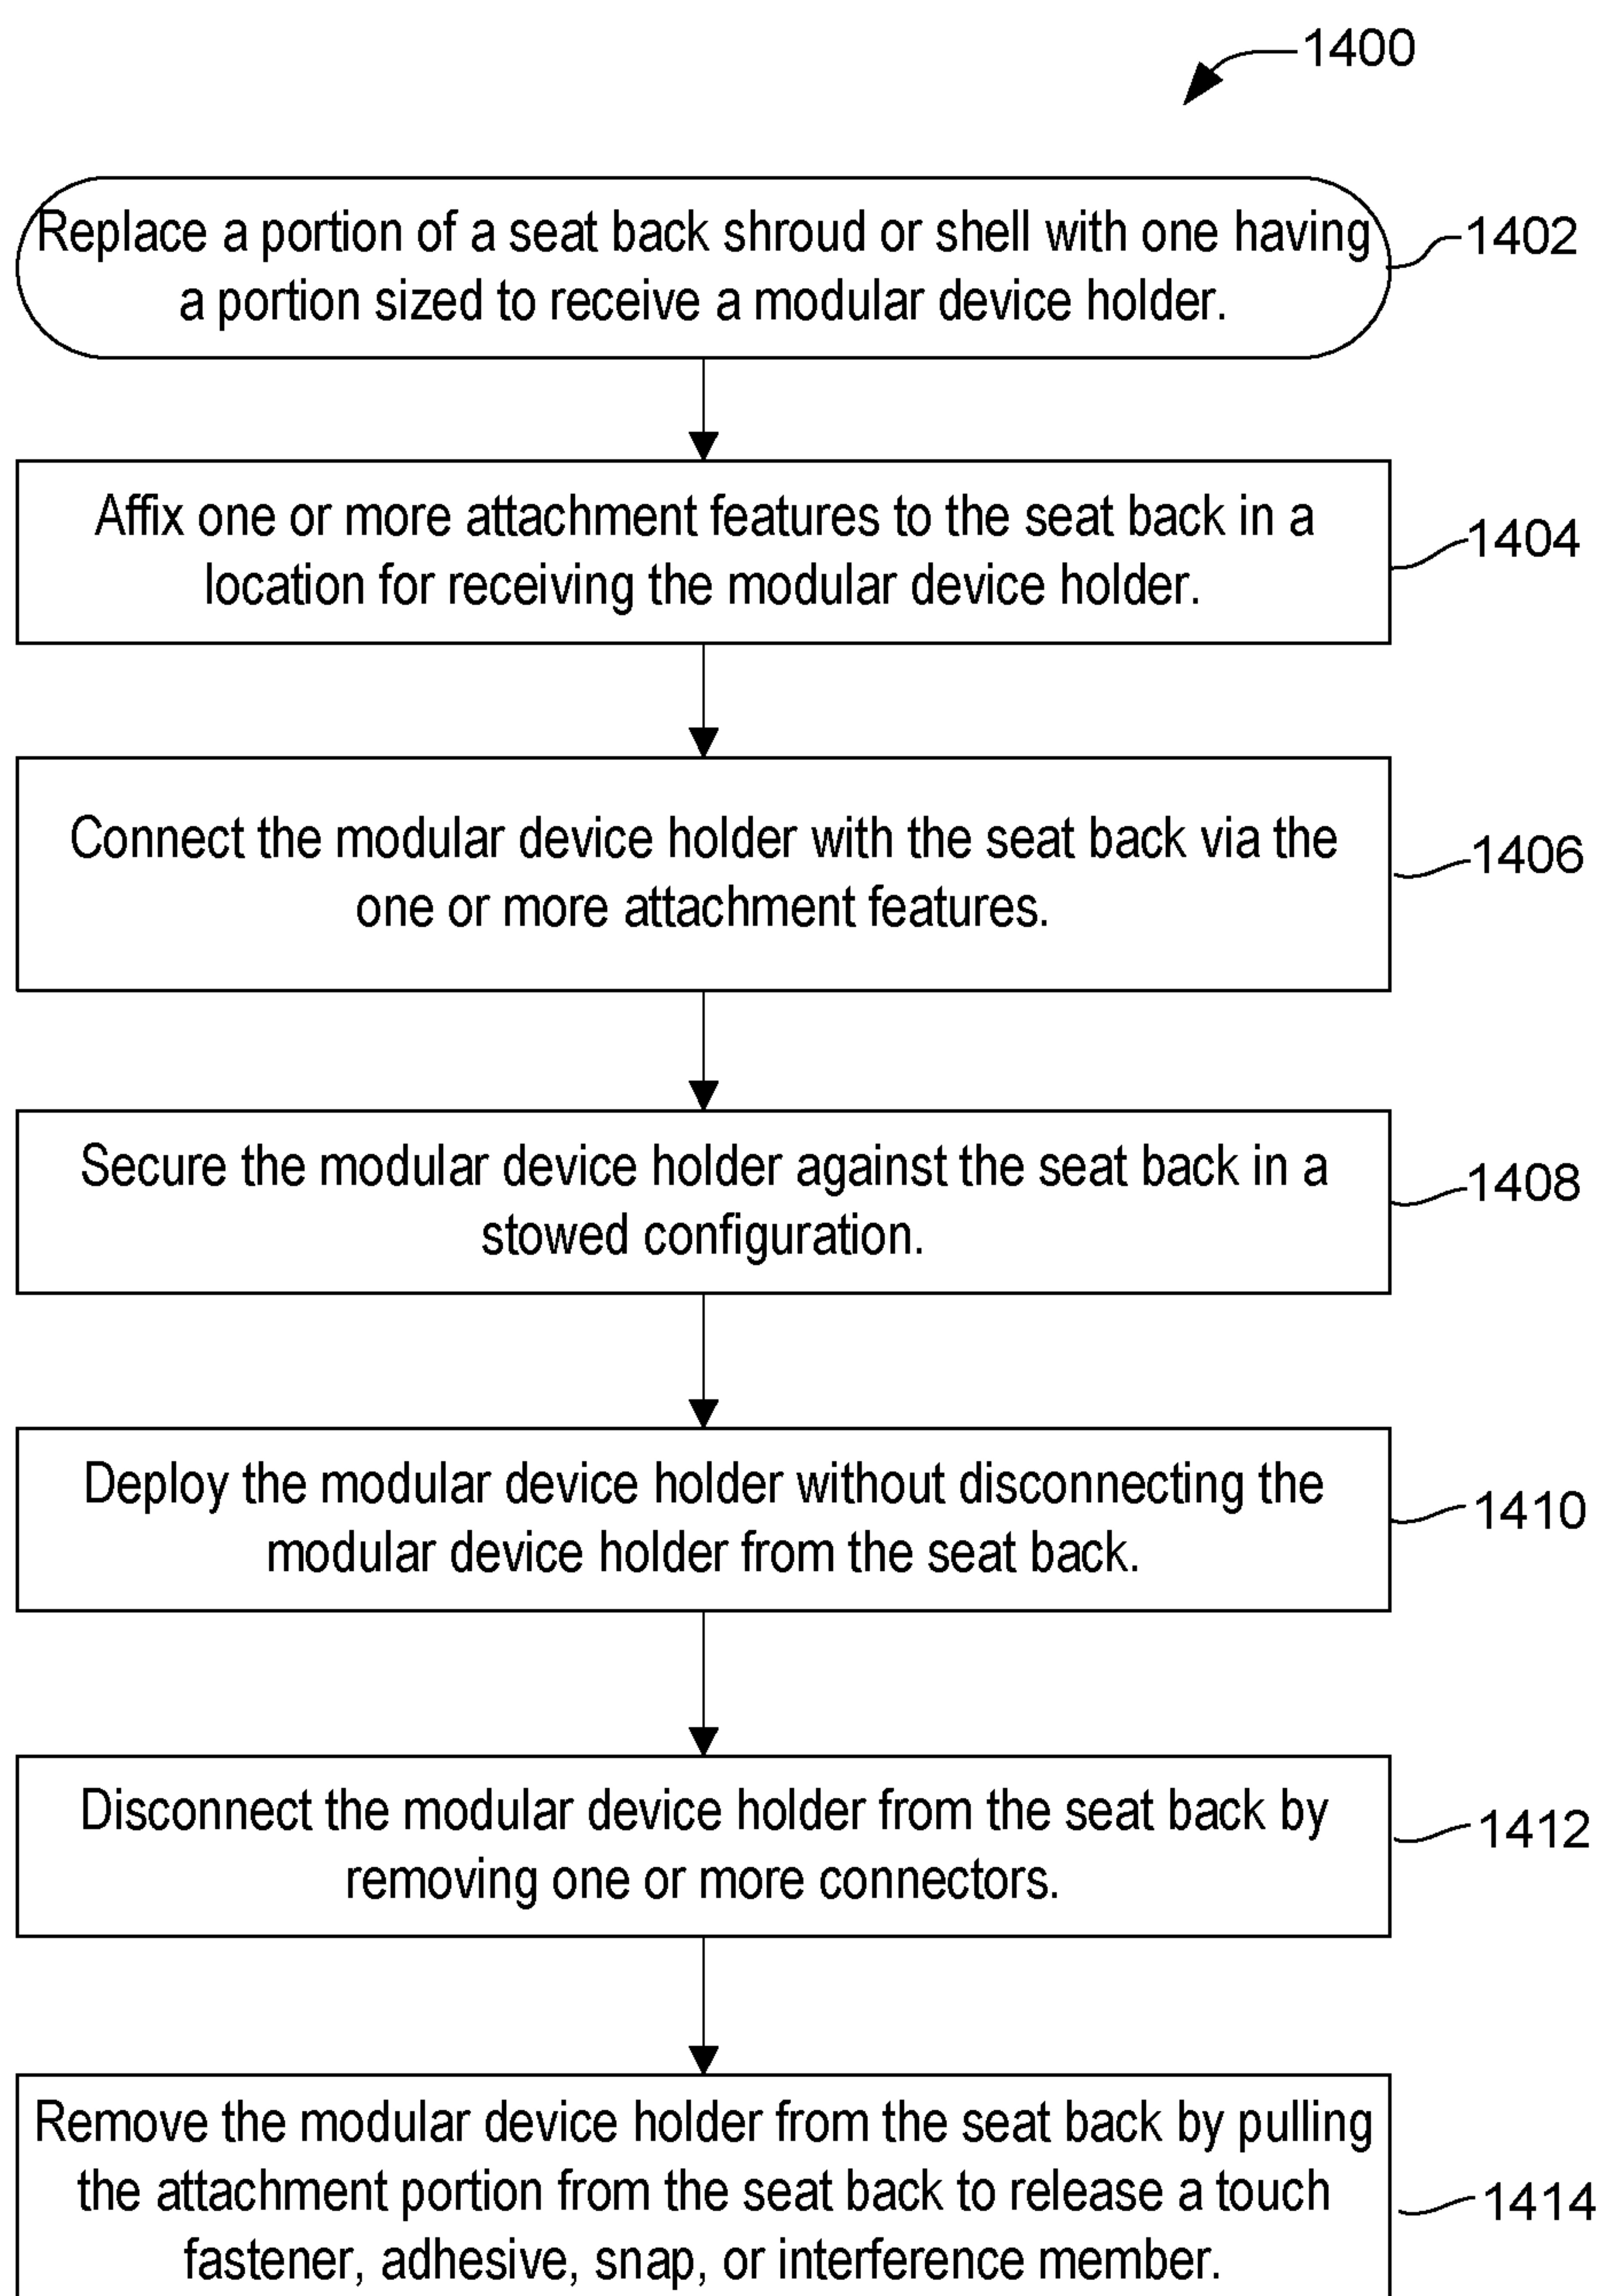 1400
Replace a portion of a seat back shroud or shell with one having
a portion sized to receive a modular device holder.
1402
Affix one or more attachment features to the seat back in a
location for receiving the modular device holder.
1404
Connect the modular device holder with the seat back via the
one or more attachment features.
1406
Secure the modular device holder against the seat back in a
stowed configuration.
1408
Deploy the modular device holder without disconnecting the
modular device holder from the seat back.
1410
Disconnect the modular device holder from the seat back by
removing one or more connectors.
1412
Remove the modular device holder from the seat back by pulling
the attachment portion from the seat back to release a touch
fastener, adhesive, snap, or interference member.
1414